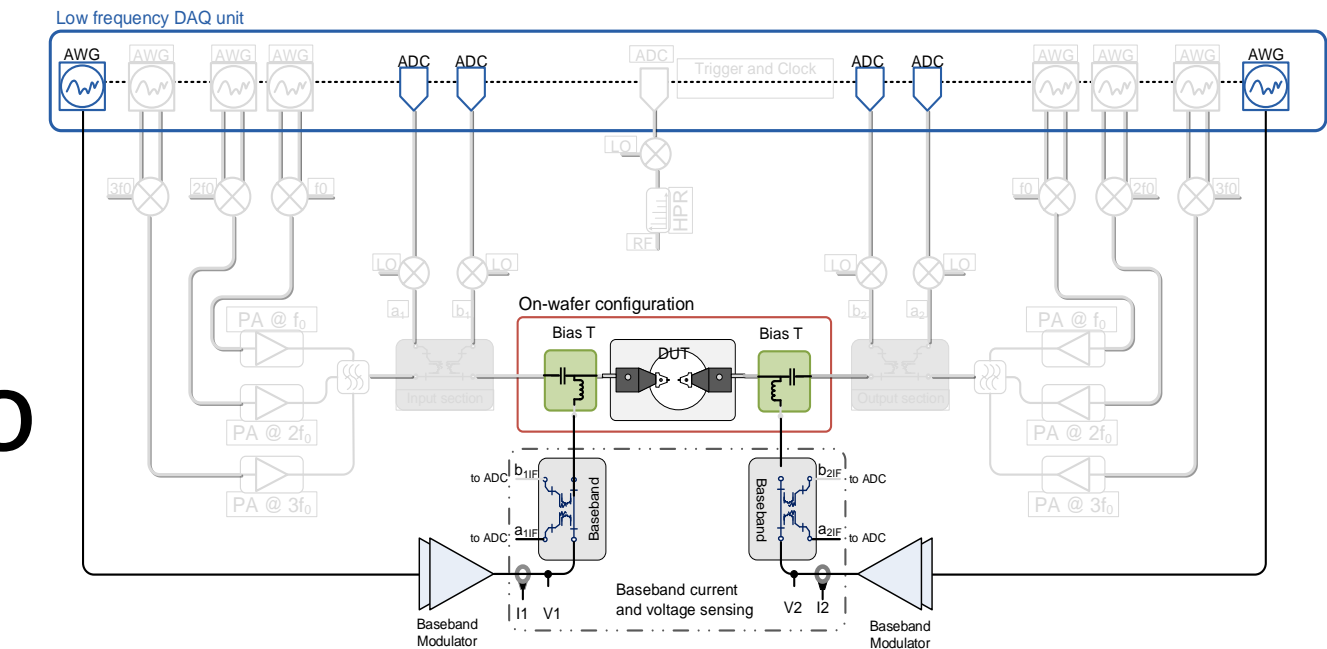 Low frequency DAQ unit
AWG AWG AWG AWG ADC ADC ADC Trigger and Clock ADC ADC AWG AWG AWG AWG
LO
3f0 2f0 f0 HPR f0 2f0 3f0
RF
LO LO LO LO
a₁ b₁ b₂ a₂
On-wafer configuration
PA @ f₀ Bias T DUT Bias T PA @ f₀
Input section Output section
PA @ 2f₀ PA @ 2f₀
to ADC b₁IF Baseband Baseband b₂IF to ADC
PA @ 3f₀ PA @ 3f₀
to ADC a₁IF a₂IF to ADC
Baseband current
and voltage sensing
I1 V1 V2 I2
Baseband
Modulator
Baseband
Modulator